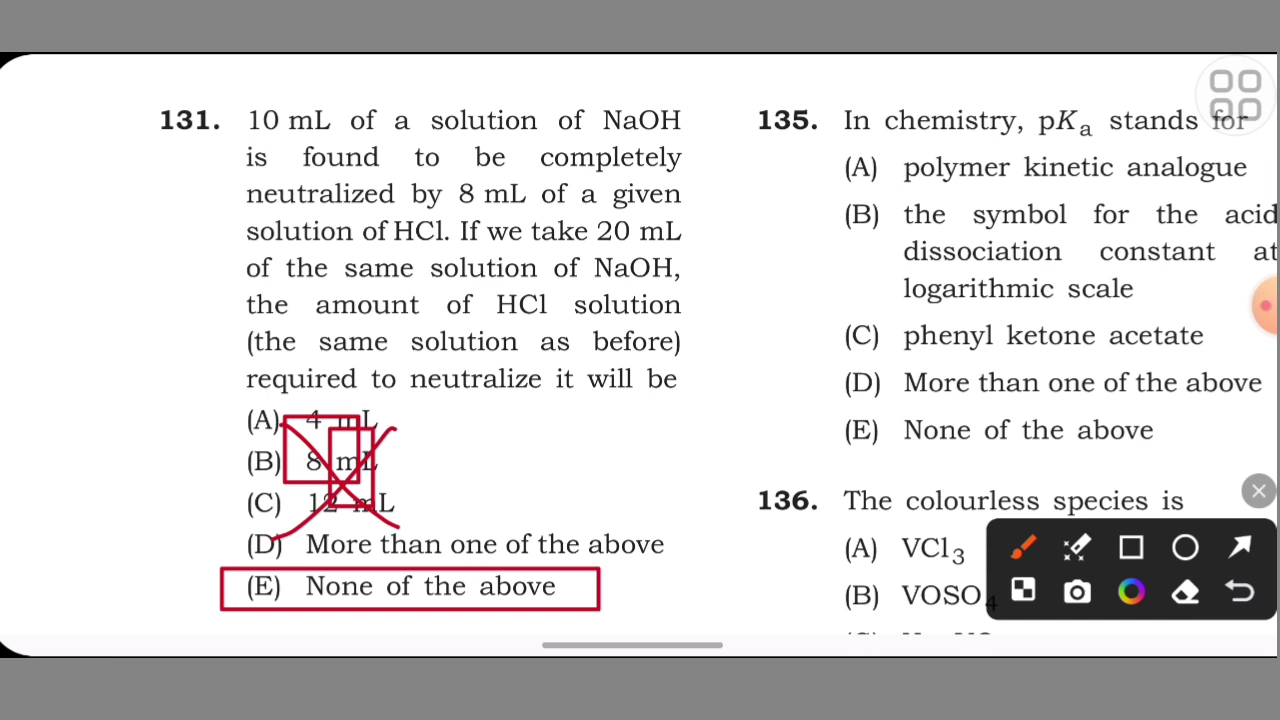 131. 10 mL of a solution of NaOH
is found to be completely
neutralized by 8 mL of a given
solution of HCl. If we take 20 mL
of the same solution of NaOH,
the amount of HCl solution
(the same solution as before)
required to neutralize it will be
(A) 4 mL
(B) 8 mL
(C) 12 mL
(D) More than one of the above
(E) None of the above
135. In chemistry, pKa stands for
(A) polymer kinetic analogue
(B) the symbol for the acid
dissociation constant at
logarithmic scale
(C) phenyl ketone acetate
(D) More than one of the above
(E) None of the above
136. The colourless species is
(A) VCl3
(B) VOSO4